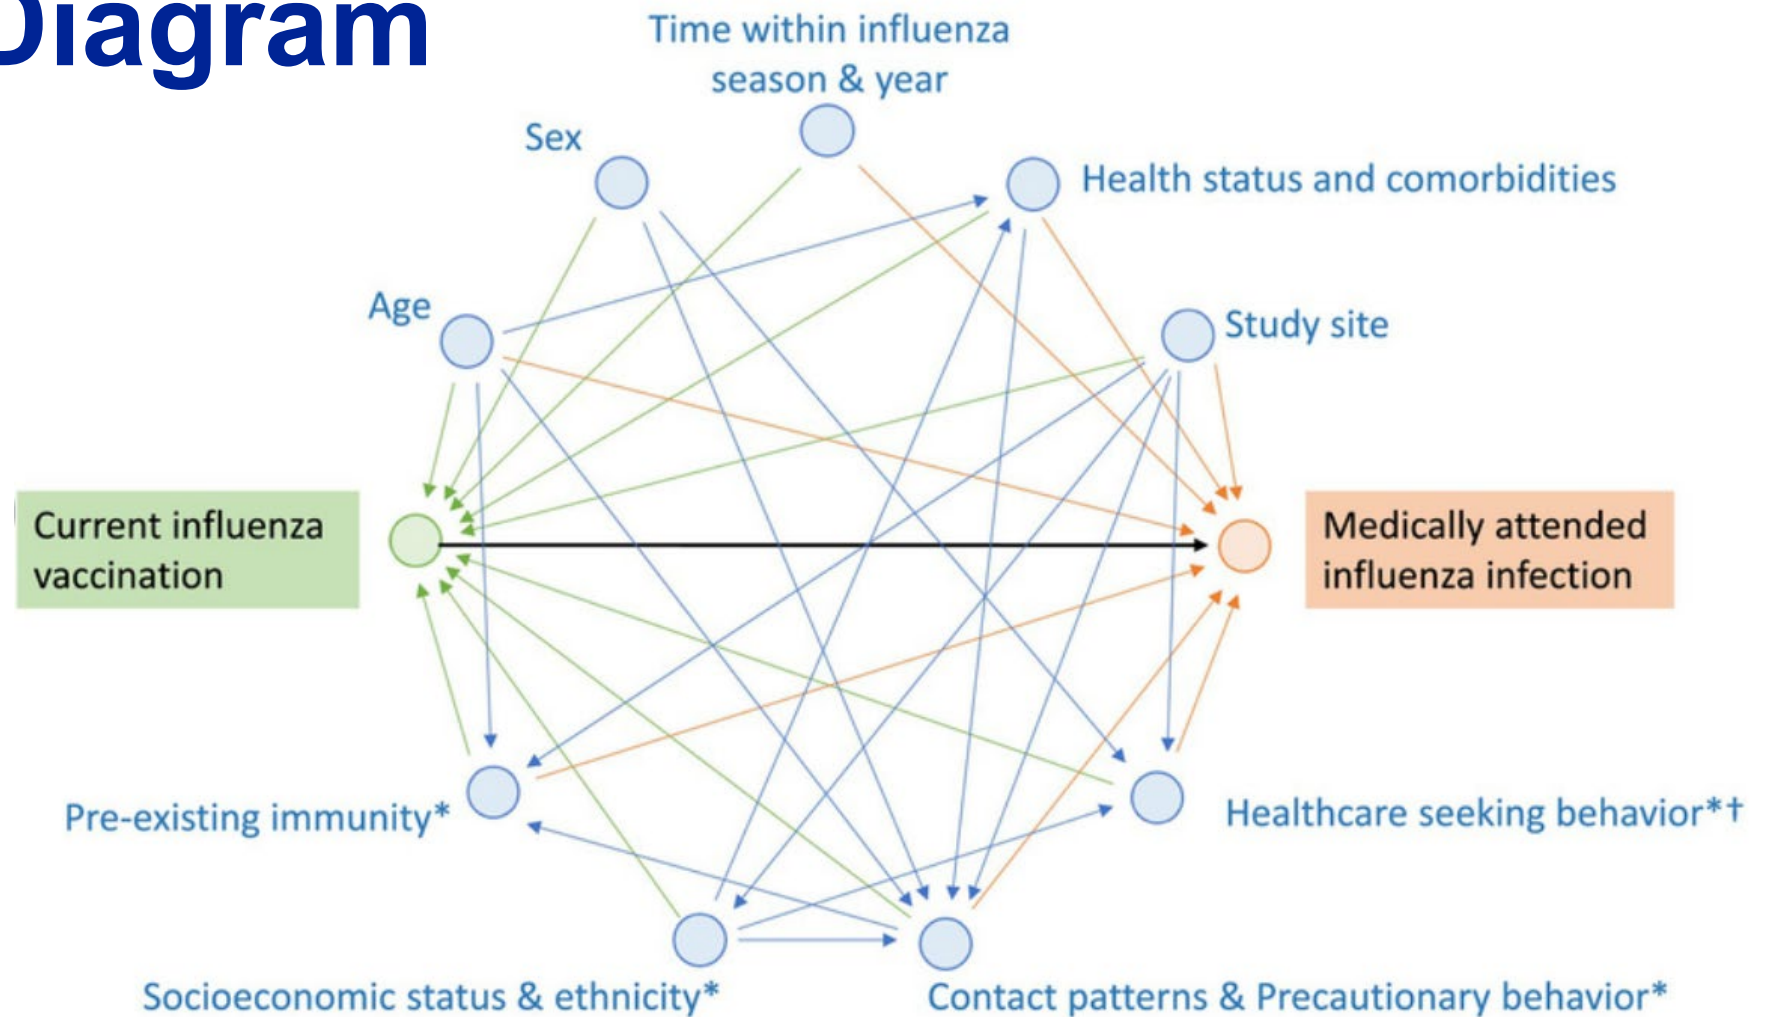 Diagram
Time within influenza
season & year
Sex
Health status and comorbidities
Age
Study site
Current influenza
vaccination
Medically attended
influenza infection
Pre-existing immunity*
Healthcare seeking behavior*†
Socioeconomic status & ethnicity*
Contact patterns & Precautionary behavior*